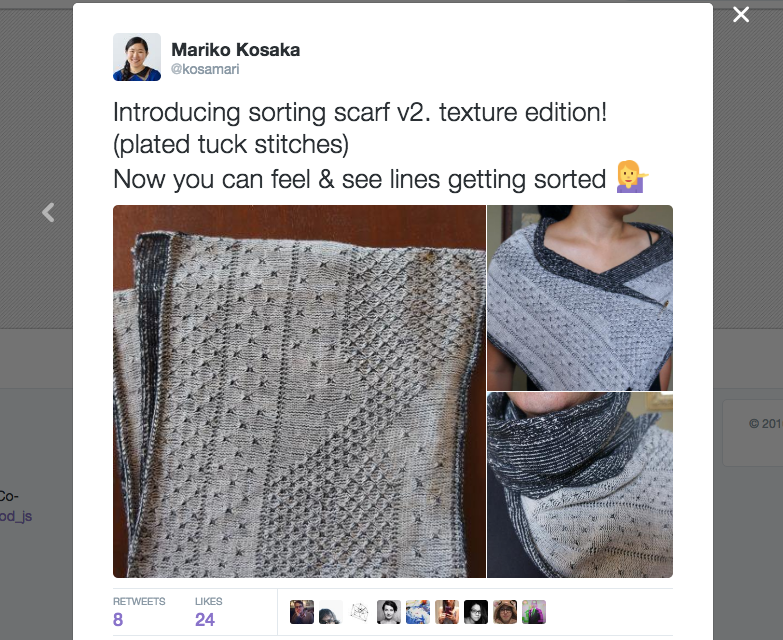 Mariko Kosaka
@kosamari
Introducing sorting scarf v2. texture edition!
(plated tuck stitches)
Now you can feel & see lines getting sorted 💁
© 201
Co-
od_js
RETWEETS
LIKES
8
24